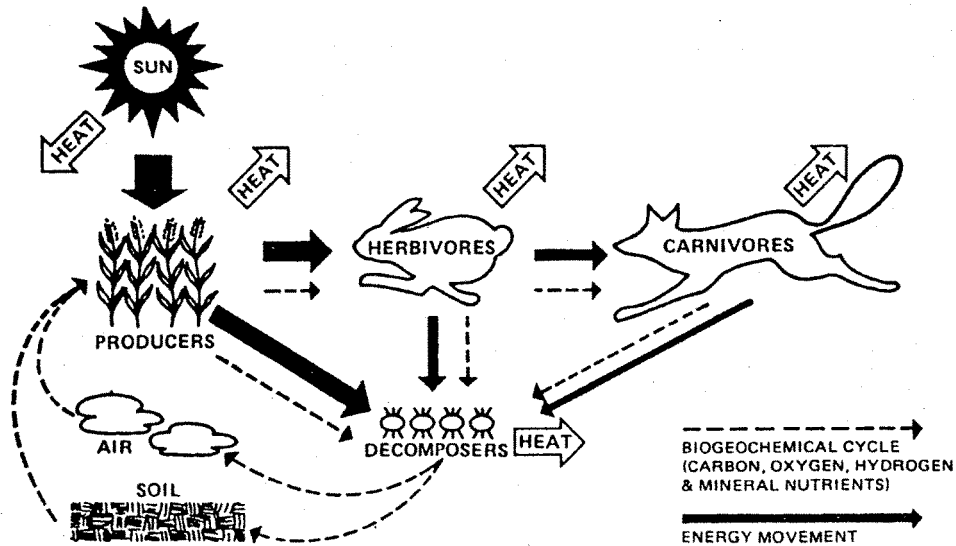 SUN
HEAT
HEAT
HEAT
HEAT
HERBIVORES
CARNIVORES
PRODUCERS
AIR
DECOMPOSERS
HEAT
SOIL
BIOGEOCHEMICAL CYCLE
(CARBON, OXYGEN, HYDROGEN
& MINERAL NUTRIENTS)
ENERGY MOVEMENT